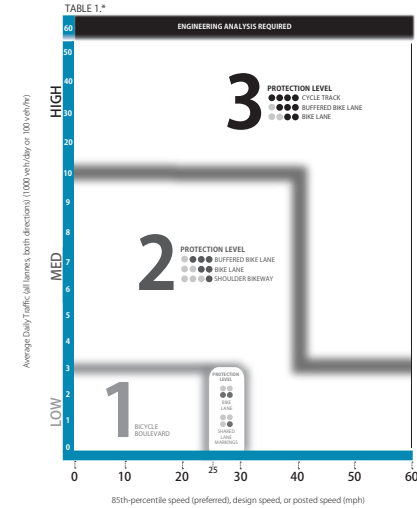 TABLE 1.*
ENGINEERING ANALYSIS REQUIRED
Average Daily Traffic (all lannes, both directions) (1000 veh/day or 100 veh/hr)
HIGH
MED
LOW
60
50
40
30
20
10
9
8
7
6
5
4
3
2
1
0
3
PROTECTION LEVEL
CYCLE TRACK
BUFFERED BIKE LANE
BIKE LANE
2
PROTECTION LEVEL
BUFFERED BIKE LANE
BIKE LANE
SHOULDER BIKEWAY
1
BICYCLE
BOULEVARD
PROTECTION
LEVEL
BIKE
LANE
SHARED
LANE
MARKINGS
0
10
20
25
30
40
50
60
85th-percentile speed (preferred), design speed, or posted speed (mph)